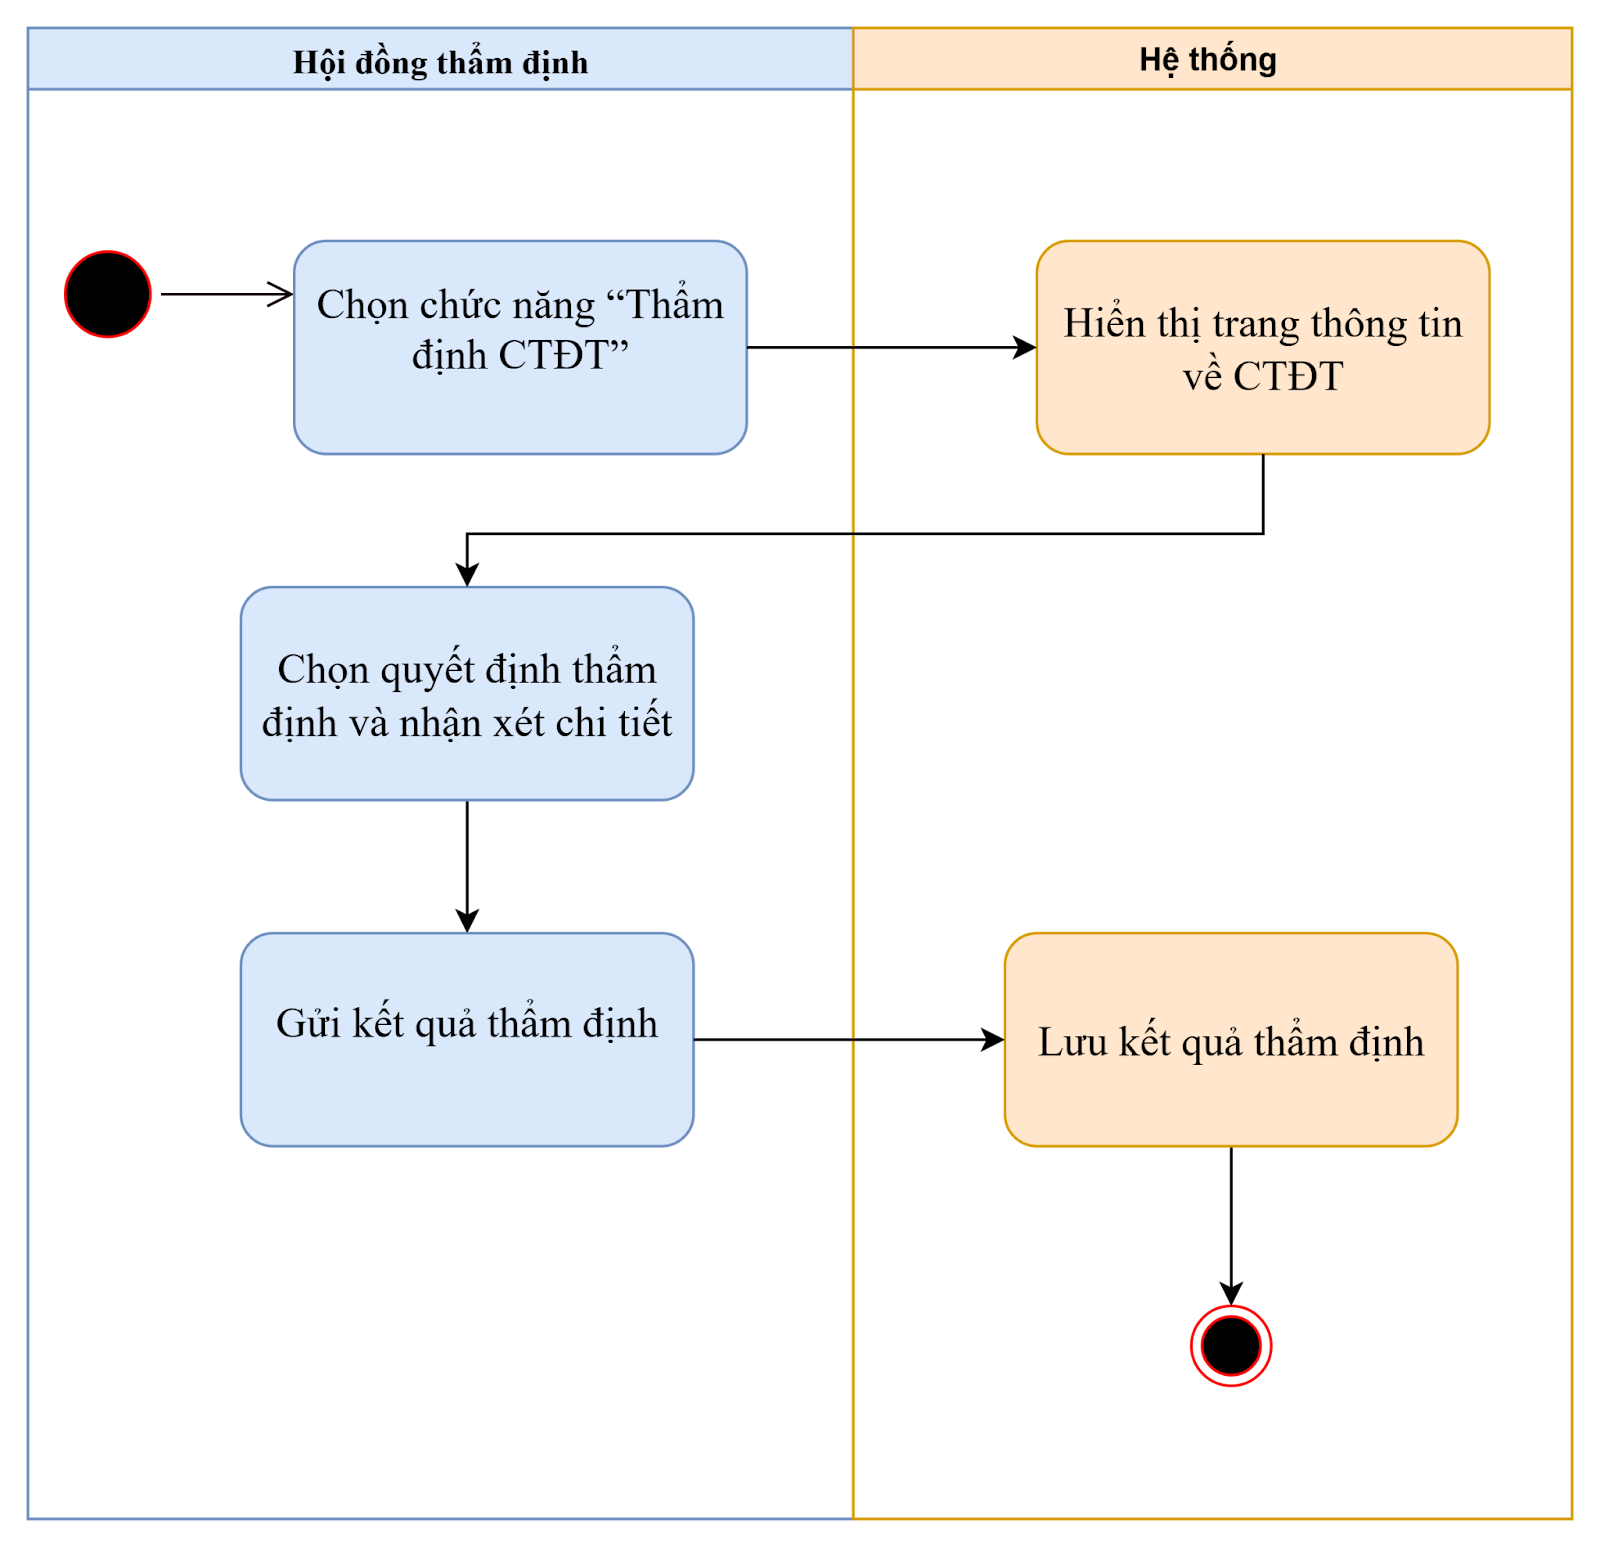 Hội đồng thẩm định
Hệ thống
Chọn chức năng “Thẩm
định CTĐT”
Hiển thị trang thông tin
về CTĐT
Chọn quyết định thẩm
định và nhận xét chi tiết
Gửi kết quả thẩm định
Lưu kết quả thẩm định